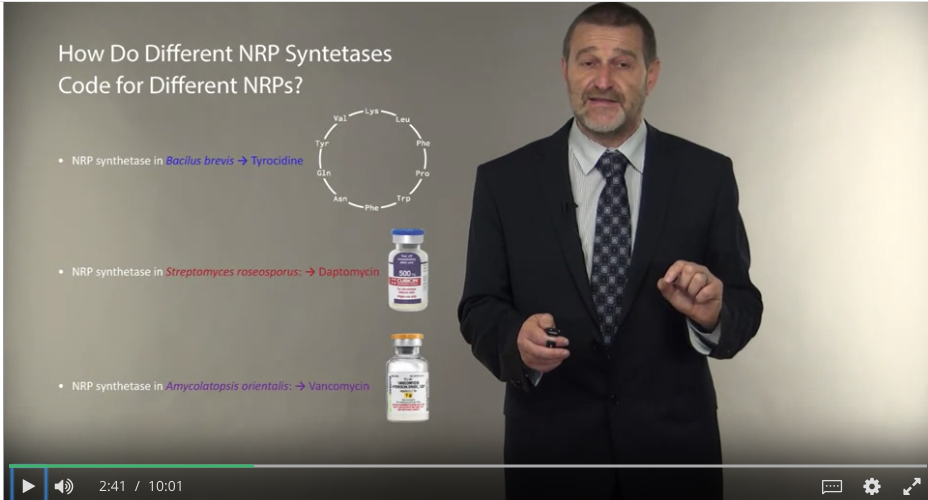 How Do Different NRP Syntetases
Code for Different NRPs?
Lys
Val
Leu
Tyr
Phe
• NRP synthetase in Bacilus brevis → Tyrocidine
Gln
Pro
Asn
Trp
Phe
• NRP synthetase in Streptomyces roseosporus: → Daptomycin
500
CUBICIN
• NRP synthetase in Amycolatopsis orientalis: → Vancomycin
VANCOMYCIN
2:41 / 10:01